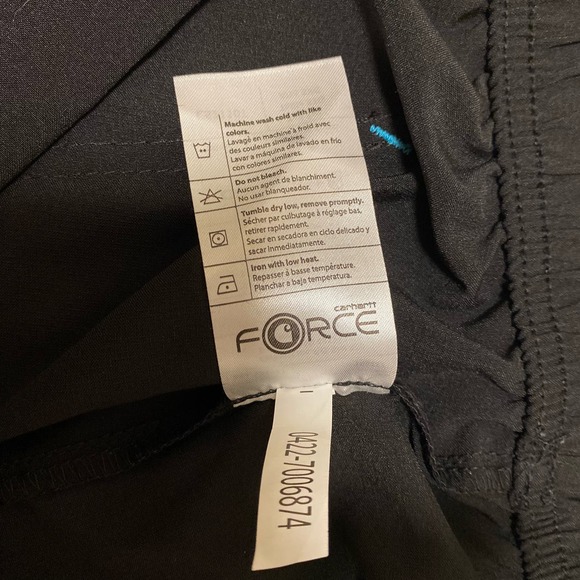 Machine wash cold with like
colors.
Lavagé en machine à froid avec
des couleurs similaires.
Lavar a máquina de lavado en frío
con colores similares.
Do not bleach.
Aucun agent de blanchiment.
No usar blanqueador.
Tumble dry low, remove promptly.
Sécher par culbutage à réglage bas,
retirer rapidement.
Secar en secadora en ciclo delicado y
sacar inmediatamente.
Iron with low heat.
Repasser à basse température.
Planchar a baja temperatura.
carhartt
FORCE
0422-7006874